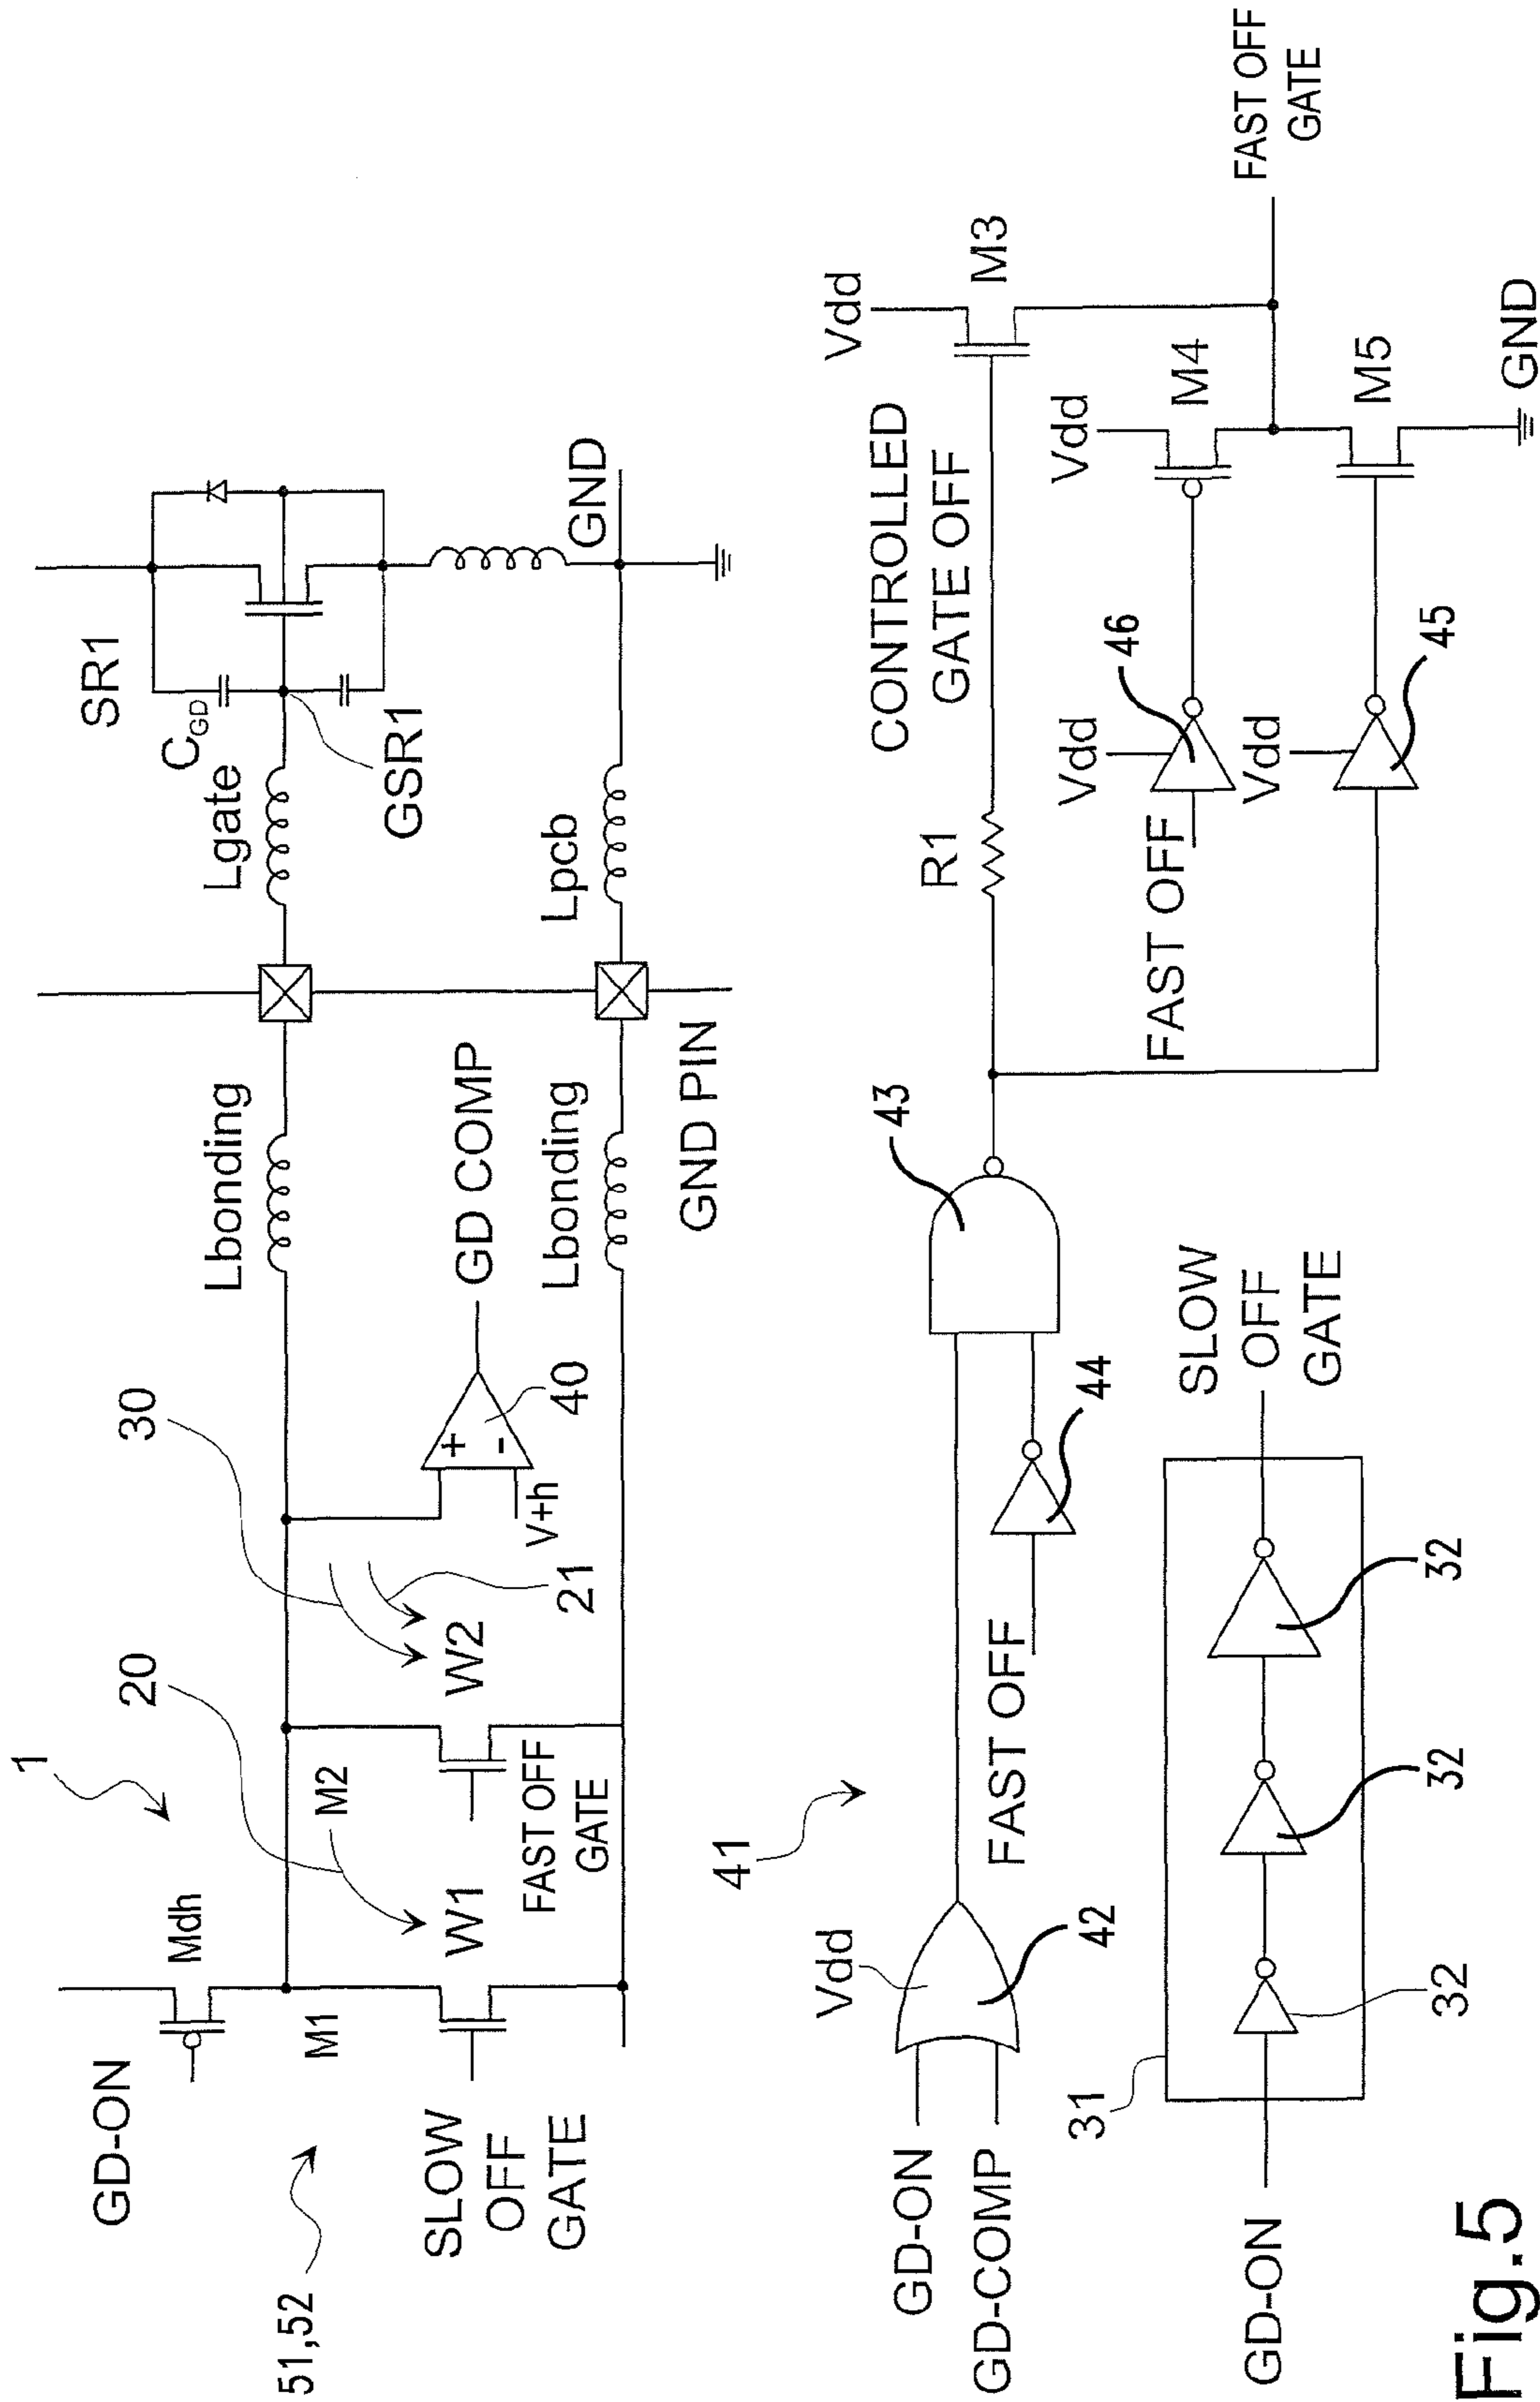 1
20
30
GD-ON
Mdh
Lbonding
Lgate
C_GD
SR1
M1
M2
GSR1
51,52
SLOW
OFF
GATE
W1
FAST OFF
GATE
W2
21
V+h
+
-
40
GD COMP
Lbonding
Lpcb
GND
GND PIN
41
GD-ON
GD-COMP
Vdd
42
FAST OFF
44
43
R1
CONTROLLED
GATE OFF
Vdd
M3
FAST OFF
Vdd
46
Vdd
M4
Vdd
45
M5
GND
FAST OFF
GATE
GD-ON
31
32
32
32
SLOW
OFF
GATE
Fig.5